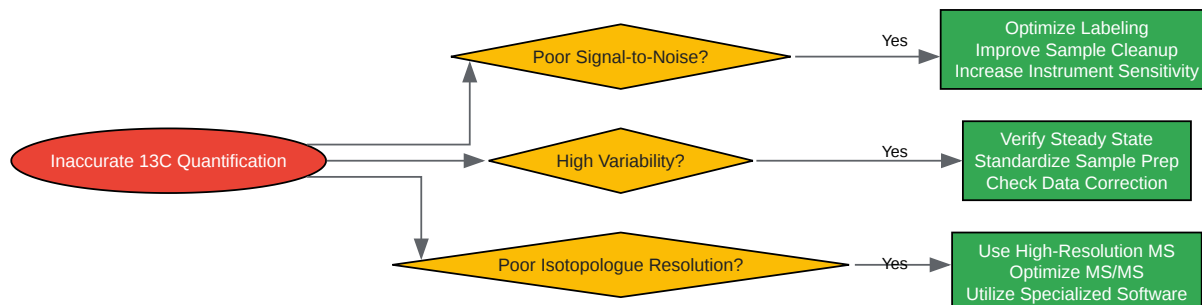 Inaccurate 13C Quantification
Poor Signal-to-Noise?
Yes
Optimize Labeling
Improve Sample Cleanup
Increase Instrument Sensitivity
High Variability?
Yes
Verify Steady State
Standardize Sample Prep
Check Data Correction
Poor Isotopologue Resolution?
Yes
Use High-Resolution MS
Optimize MS/MS
Utilize Specialized Software